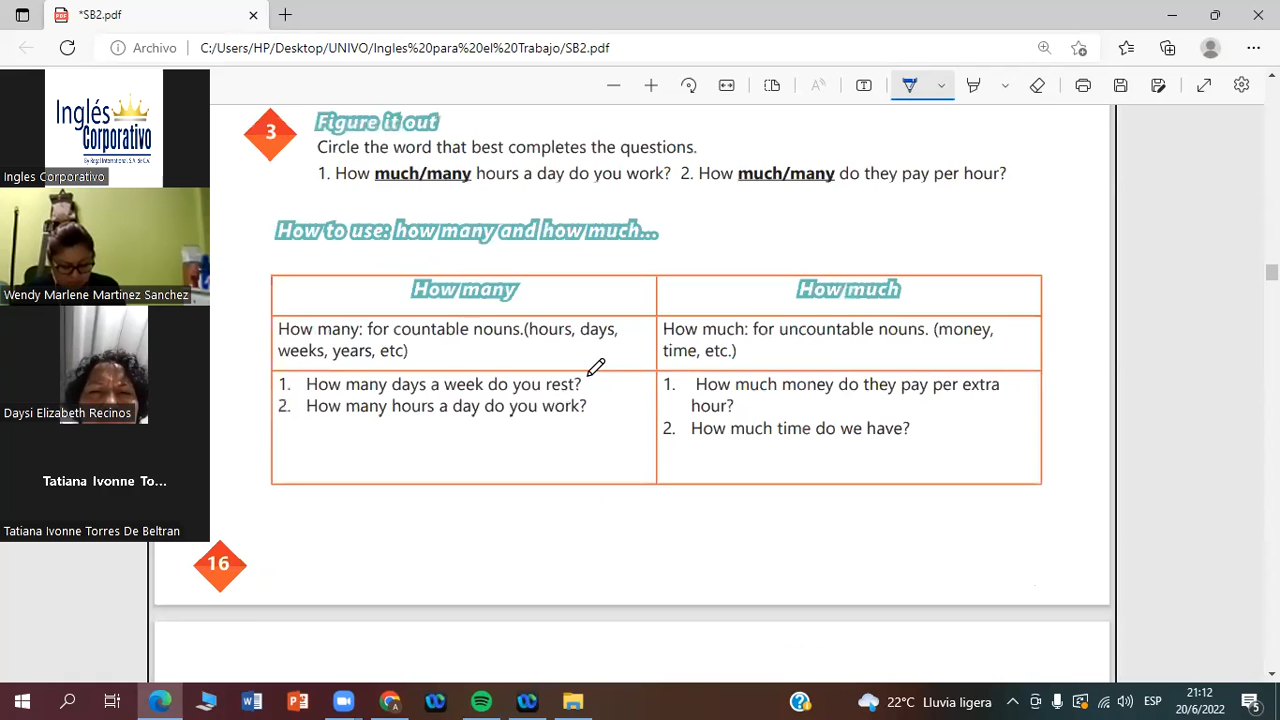 *SB2.pdf
Archivo
C:/Users/HP/Desktop/UNIVO/Ingles%20para%20el%20Trabajo/SB2.pdf
Inglés
Corporativo
By Regal International, S.A. de C.V.
Ingles Corporativo
Wendy Marlene Martinez Sanchez
Daysi Elizabeth Recinos
Tatiana Ivonne To...
Tatiana Ivonne Torres De Beltran
3
Figure it out
Circle the word that best completes the questions.
1. How much/many hours a day do you work? 2. How much/many do they pay per hour?
How to use: how many and how much...
How many
How much
How many: for countable nouns.(hours, days,
weeks, years, etc)
How much: for uncountable nouns. (money,
time, etc.)
1. How many days a week do you rest?
2. How many hours a day do you work?
1. How much money do they pay per extra
hour?
2. How much time do we have?
16
22°C Lluvia ligera
ESP
21:12
20/6/2022
5